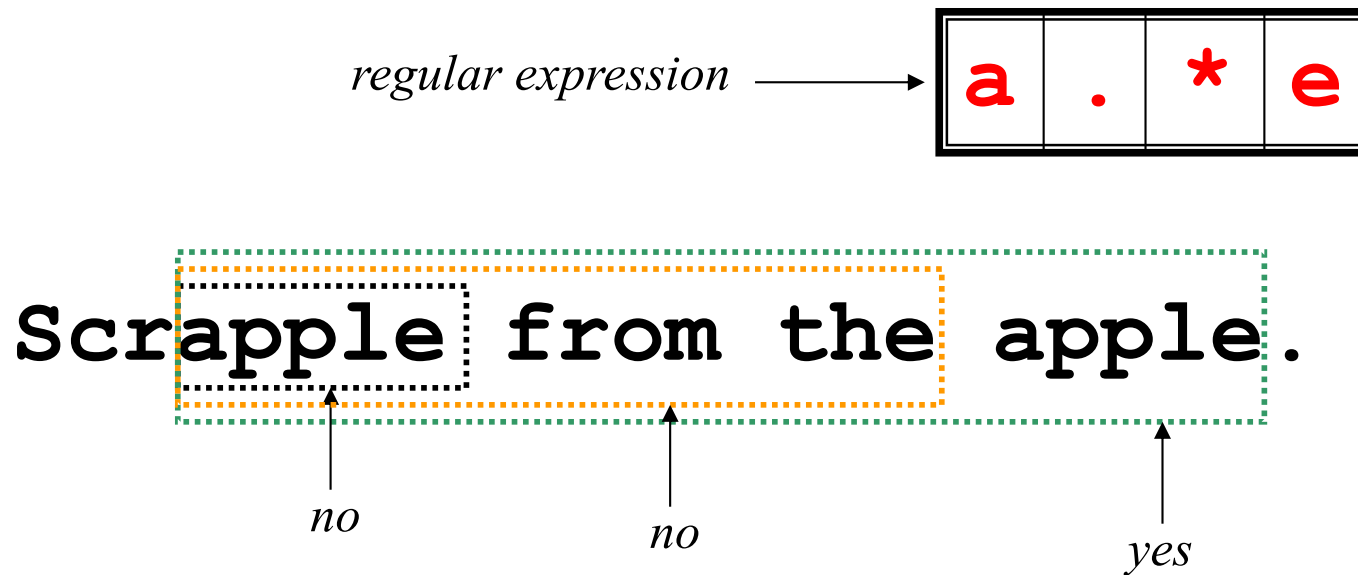 regular expression
a . * e
Scrapple from the apple.
no
no
yes